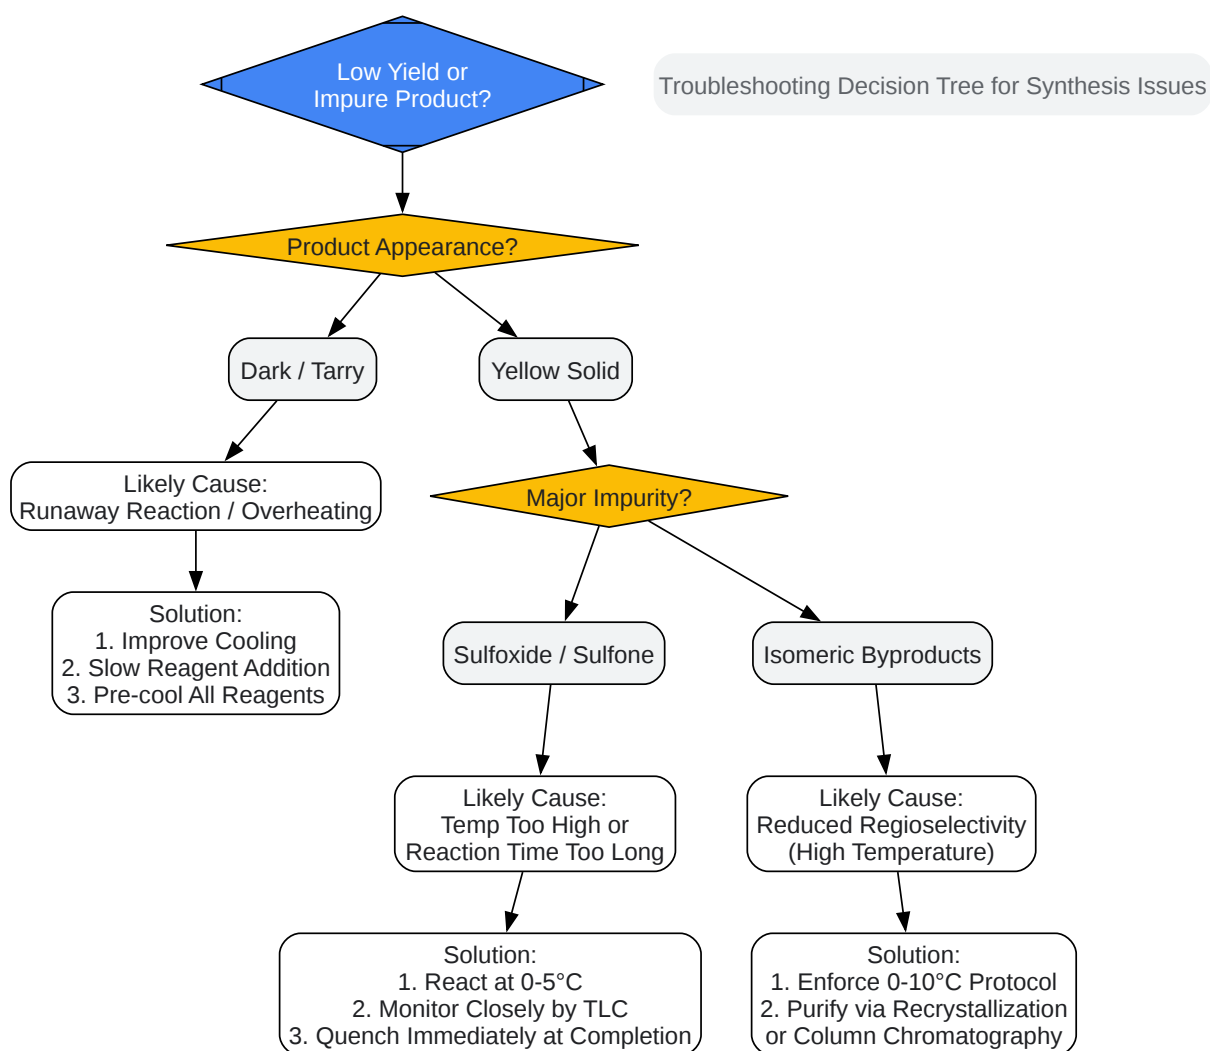 Low Yield or
Impure Product?
Troubleshooting Decision Tree for Synthesis Issues
Product Appearance?
Dark / Tarry
Yellow Solid
Likely Cause:
Runaway Reaction / Overheating
Major Impurity?
Solution:
1. Improve Cooling
2. Slow Reagent Addition
3. Pre-cool All Reagents
Sulfoxide / Sulfone
Isomeric Byproducts
Likely Cause:
Temp Too High or
Reaction Time Too Long
Likely Cause:
Reduced Regioselectivity
(High Temperature)
Solution:
1. React at 0-5°C
2. Monitor Closely by TLC
3. Quench Immediately at Completion
Solution:
1. Enforce 0-10°C Protocol
2. Purify via Recrystallization
or Column Chromatography